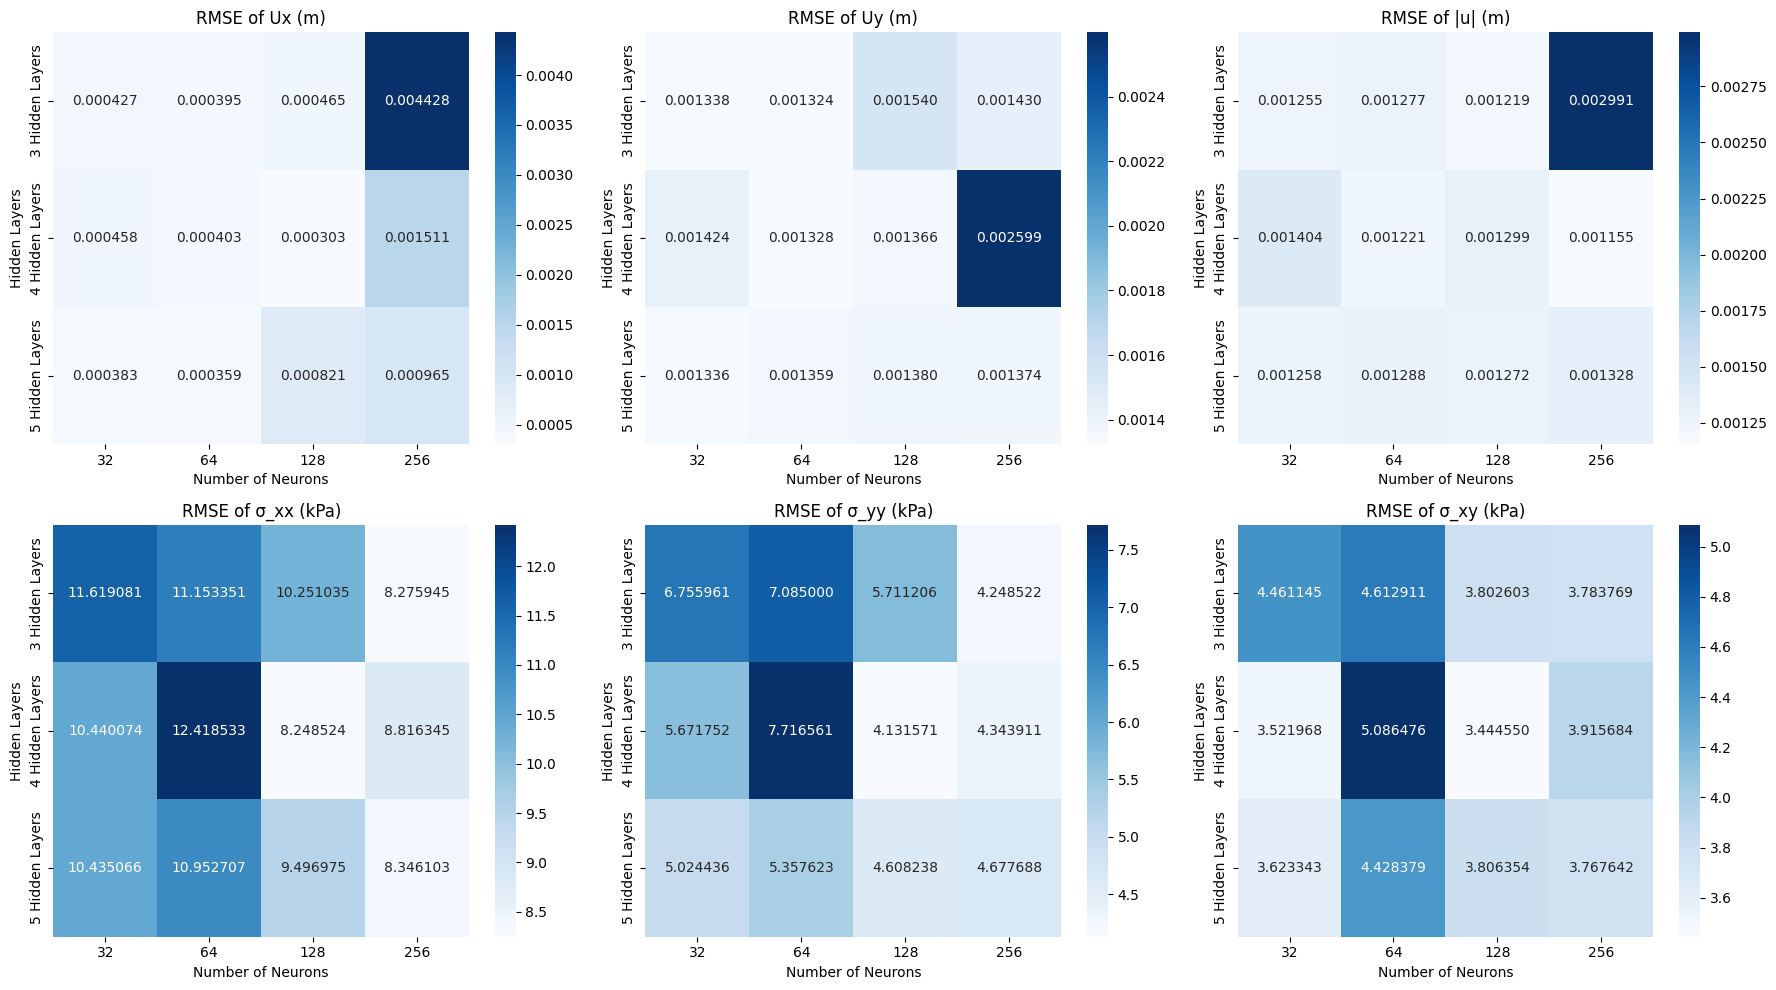 RMSE of Ux (m)
3 Hidden Layers
0.000427 0.000395 0.000465 0.004428
4 Hidden Layers
0.000458 0.000403 0.000303 0.001511
5 Hidden Layers
0.000383 0.000359 0.000821 0.000965
Hidden Layers
32 64 128 256
Number of Neurons
0.0040
0.0035
0.0030
0.0025
0.0020
0.0015
0.0010
0.0005
RMSE of Uy (m)
3 Hidden Layers
0.001338 0.001324 0.001540 0.001430
4 Hidden Layers
0.001424 0.001328 0.001366 0.002599
5 Hidden Layers
0.001336 0.001359 0.001380 0.001374
Hidden Layers
32 64 128 256
Number of Neurons
0.0024
0.0022
0.0020
0.0018
0.0016
0.0014
RMSE of |u| (m)
3 Hidden Layers
0.001255 0.001277 0.001219 0.002991
4 Hidden Layers
0.001404 0.001221 0.001299 0.001155
5 Hidden Layers
0.001258 0.001288 0.001272 0.001328
Hidden Layers
32 64 128 256
Number of Neurons
0.00275
0.00250
0.00225
0.00200
0.00175
0.00150
0.00125
RMSE of σ_xx (kPa)
3 Hidden Layers
11.619081 11.153351 10.251035 8.275945
4 Hidden Layers
10.440074 12.418533 8.248524 8.816345
5 Hidden Layers
10.435066 10.952707 9.496975 8.346103
Hidden Layers
32 64 128 256
Number of Neurons
12.0
11.5
11.0
10.5
10.0
9.5
9.0
8.5
RMSE of σ_yy (kPa)
3 Hidden Layers
6.755961 7.085000 5.711206 4.248522
4 Hidden Layers
5.671752 7.716561 4.131571 4.343911
5 Hidden Layers
5.024436 5.357623 4.608238 4.677688
Hidden Layers
32 64 128 256
Number of Neurons
7.5
7.0
6.5
6.0
5.5
5.0
4.5
RMSE of σ_xy (kPa)
3 Hidden Layers
4.461145 4.612911 3.802603 3.783769
4 Hidden Layers
3.521968 5.086476 3.444550 3.915684
5 Hidden Layers
3.623343 4.428379 3.806354 3.767642
Hidden Layers
32 64 128 256
Number of Neurons
5.0
4.8
4.6
4.4
4.2
4.0
3.8
3.6